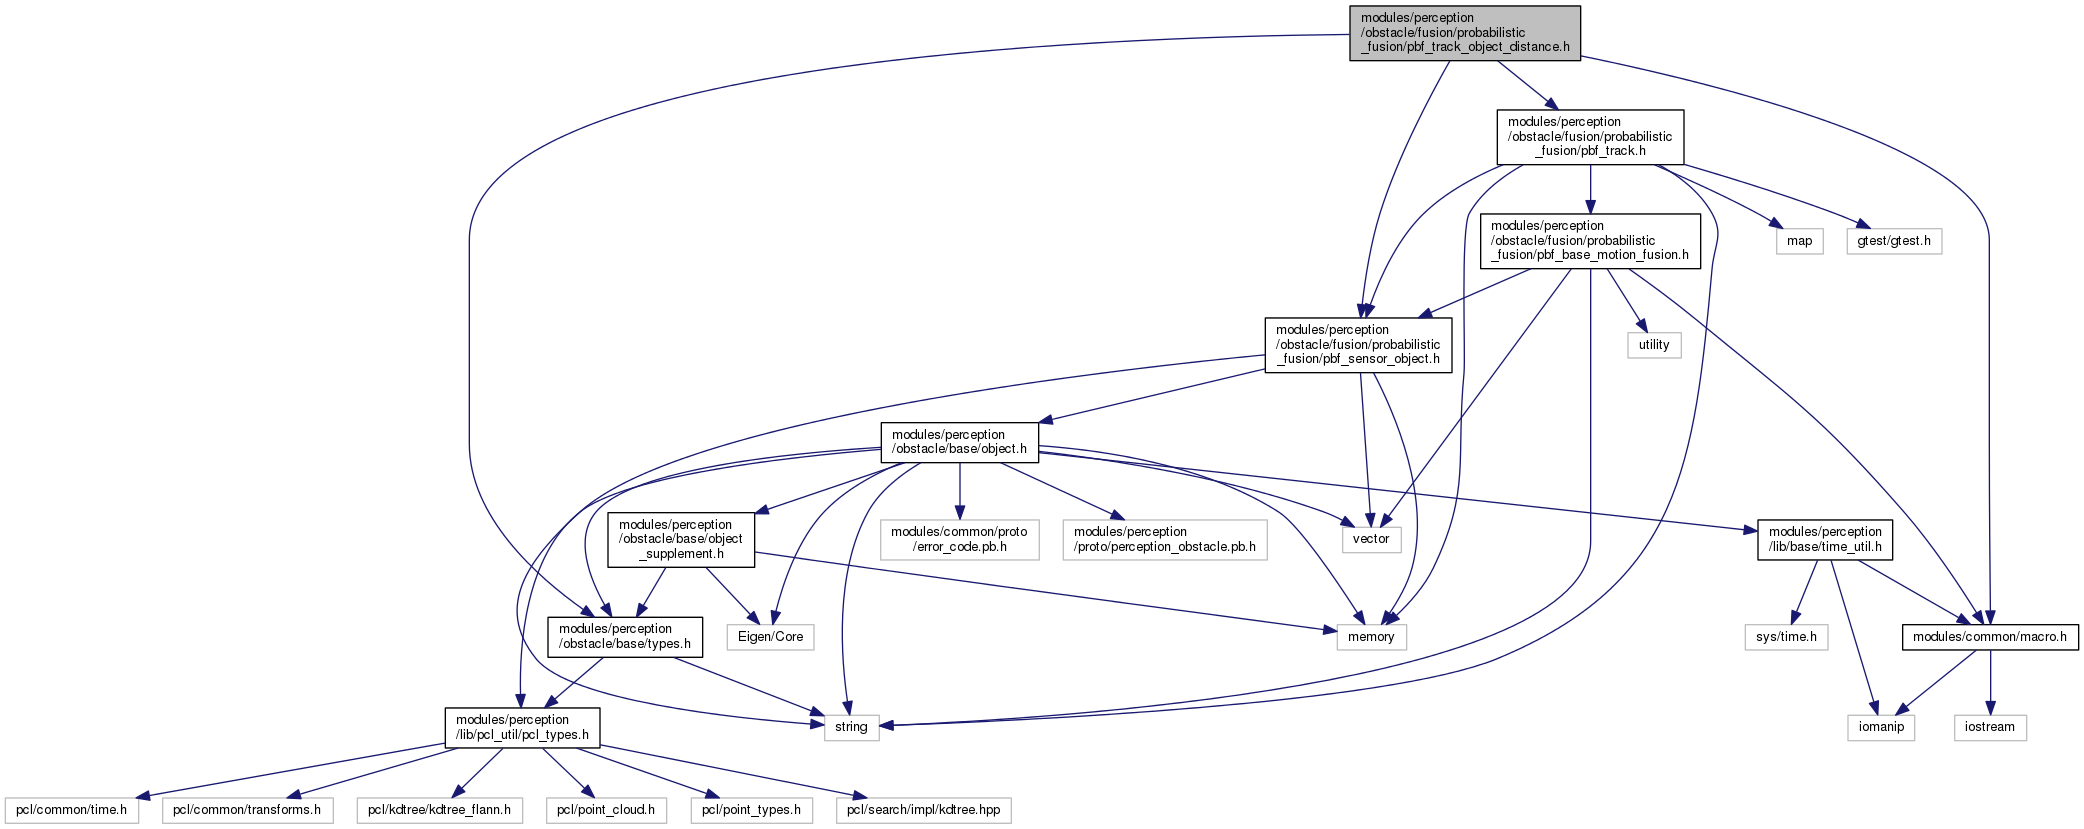 modules/perception
/obstacle/fusion/probabilistic
_fusion/pbf_track_object_distance.h
modules/perception
/obstacle/fusion/probabilistic
_fusion/pbf_track.h
modules/perception
/obstacle/fusion/probabilistic
_fusion/pbf_base_motion_fusion.h
map
gtest/gtest.h
modules/perception
/obstacle/fusion/probabilistic
_fusion/pbf_sensor_object.h
utility
modules/perception
/obstacle/base/object.h
modules/perception
/obstacle/base/object
_supplement.h
modules/common/proto
/error_code.pb.h
modules/perception
/proto/perception_obstacle.pb.h
vector
modules/perception
/lib/base/time_util.h
modules/perception
/obstacle/base/types.h
Eigen/Core
memory
sys/time.h
modules/common/macro.h
modules/perception
/lib/pcl_util/pcl_types.h
string
iomanip
iostream
pcl/common/time.h
pcl/common/transforms.h
pcl/kdtree/kdtree_flann.h
pcl/point_cloud.h
pcl/point_types.h
pcl/search/impl/kdtree.hpp